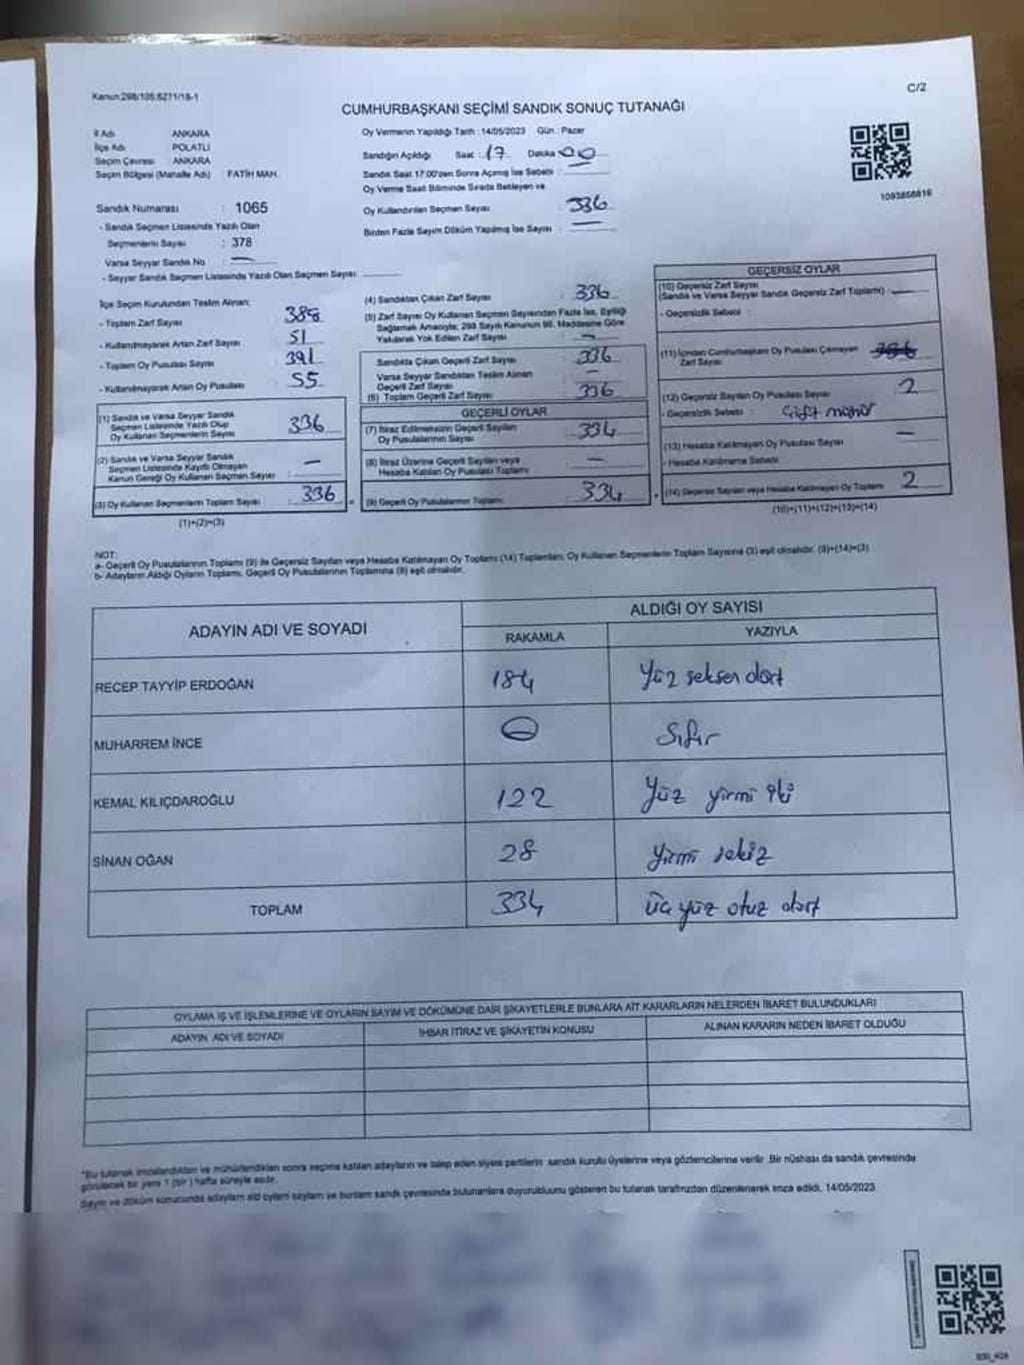 Kanun:298/105.6271/18-1
C/2
CUMHURBAŞKANI SEÇİMİ SANDIK SONUÇ TUTANAĞI
İl Adı ANKARA
İlçe Adı POLATLI
Seçim Çevresi ANKARA
Seçim Bölgesi (Mahalle Adı) FATİH MAH.
Sandık Numarası : 1065
- Sandık Seçmen Listesinde Yazılı Olan
Seçmenlerin Sayısı : 378
Varsa Seyyar Sandık No : —
- Seyyar Sandık Seçmen Listesinde Yazılı Olan Seçmen Sayısı
Oy Vermenin Yapıldığı Tarih : 14/05/2023 Gün : Pazar
Sandığın Açıldığı Saat : 17 Dakika 00
Sandık Saat 17:00'den Sonra Açılmış İse Sebebi :
Oy Verme Saati Bitiminde Sırada Bekleyen ve
Oy Kullandırılan Seçmen Sayısı : 336
Birden Fazla Sayım Döküm Yapılmış İse Sayısı : —
1093858816
İlçe Seçim Kurulundan Teslim Alınan:
- Toplam Zarf Sayısı 388
- Kullanılmayarak Artan Zarf Sayısı 51
- Toplam Oy Pusulası Sayısı 391
- Kullanılmayarak Artan Oy Pusulası 55
(1) Sandık ve Varsa Seyyar Sandık
Seçmen Listesinde Yazılı Olup
Oy Kullanan Seçmenlerin Sayısı 336
(2) Sandık ve Varsa Seyyar Sandık
Seçmen Listesinde Kayıtlı Olmayan
Kanun Gereği Oy Kullanan Seçmen Sayısı : —
(3) Oy Kullanan Seçmenlerin Toplam Sayısı : 336
(1)+(2)=(3)
(4) Sandıktan Çıkan Zarf Sayısı : 336
(5) Zarf Sayısı Oy Kullanan Seçmen Sayısından Fazla İse, Eşitliği
Sağlamak Amacıyla; 298 Sayılı Kanunun 98. Maddesine Göre
Yakılarak Yok Edilen Zarf Sayısı : —
Sandıkta Çıkan Geçerli Zarf Sayısı : 336
Varsa Seyyar Sandıktan Teslim Alınan
Geçerli Zarf Sayısı : —
(6) Toplam Geçerli Zarf Sayısı : 336
GEÇERLİ OYLAR
(7) İtiraz Edilmeksizin Geçerli Sayılan
Oy Pusulalarının Sayısı : 334
(8) İtiraz Üzerine Geçerli Sayılan veya
Hesaba Katılan Oy Pusulası Toplamı : —
(9) Geçerli Oy Pusulalarının Toplamı : 334
GEÇERSİZ OYLAR
(10) Geçersiz Zarf Sayısı
(Sandık ve Varsa Seyyar Sandık Geçersiz Zarf Toplamı) : —
- Geçersizlik Sebebi :
(11) İçinden Cumhurbaşkanı Oy Pusulası Çıkmayan
Zarf Sayısı
(12) Geçersiz Sayılan Oy Pusulası Sayısı : 2
- Geçersizlik Sebebi : Çift mühür
(13) Hesaba Katılmayan Oy Pusulası Sayısı —
- Hesaba Katılmama Sebebi
(14) Geçersiz Sayılan veya Hesaba Katılmayan Oy Toplamı 2
(10)+(11)+(12)+(13)=(14)
NOT:
a- Geçerli Oy Pusulalarının Toplamı (9) ile Geçersiz Sayılan veya Hesaba Katılmayan Oy Toplamı (14) Toplamları; Oy Kullanan Seçmenlerin Toplam Sayısına (3) eşit olmalıdır. (9)+(14)=(3)
b- Adayların Aldığı Oyların Toplamı, Geçerli Oy Pusulalarının Toplamına (9) eşit olmalıdır.
ADAYIN ADI VE SOYADI
ALDIĞI OY SAYISI
RAKAMLA YAZIYLA
RECEP TAYYİP ERDOĞAN 184 Yüz seksen dört
MUHARREM İNCE 0 Sıfır
KEMAL KILIÇDAROĞLU 122 Yüz yirmi iki
SİNAN OĞAN 28 Yirmi sekiz
TOPLAM 334 Üç yüz otuz dört
OYLAMA İŞ VE İŞLEMLERİNE VE OYLARIN SAYIM VE DÖKÜMÜNE DAİR ŞİKAYETLERLE BUNLARA AİT KARARLARIN NELERDEN İBARET BULUNDUKLARI
ADAYIN ADI VE SOYADI İHBAR İTİRAZ VE ŞİKAYETİN KONUSU ALINAN KARARIN NEDEN İBARET OLDUĞU
*Bu tutanak imzalandıktan ve mühürlendikten sonra seçime katılan adayların ve talep eden siyasi partilerin sandık kurulu üyelerine veya gözlemcilerine verilir. Bir nüshası da sandık çevresinde
görülecek bir yere 1 (bir) hafta süreyle asılır.
Sayım ve döküm sonucunda adayların ald oyların sayıların ve bunların sandık çevresinde bulunanlara duyurulduunu gösteren bu tutanak tarafımızdan düzenlenerek imza edildi. 14/05/2023